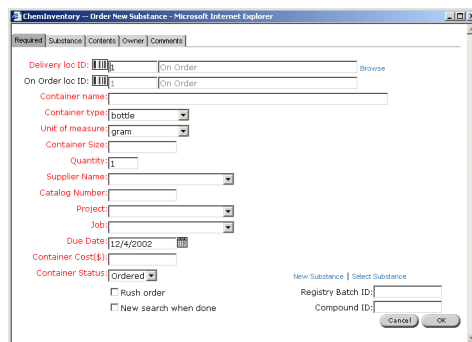 ChemInventory -- Order New Substance - Microsoft Internet Explorer
Required Substance Contents Owner Comments
Delivery loc ID: 1 On Order Browse
On Order loc ID: 1 On Order
Container name:
Container type: bottle
Unit of measure: gram
Container Size:
Quantity: 1
Supplier Name:
Catalog Number:
Project:
Job:
Due Date: 12/4/2002
Container Cost($):
Container Status: Ordered New Substance | Select Substance
Rush order Registry Batch ID:
New search when done Compound ID:
Cancel OK